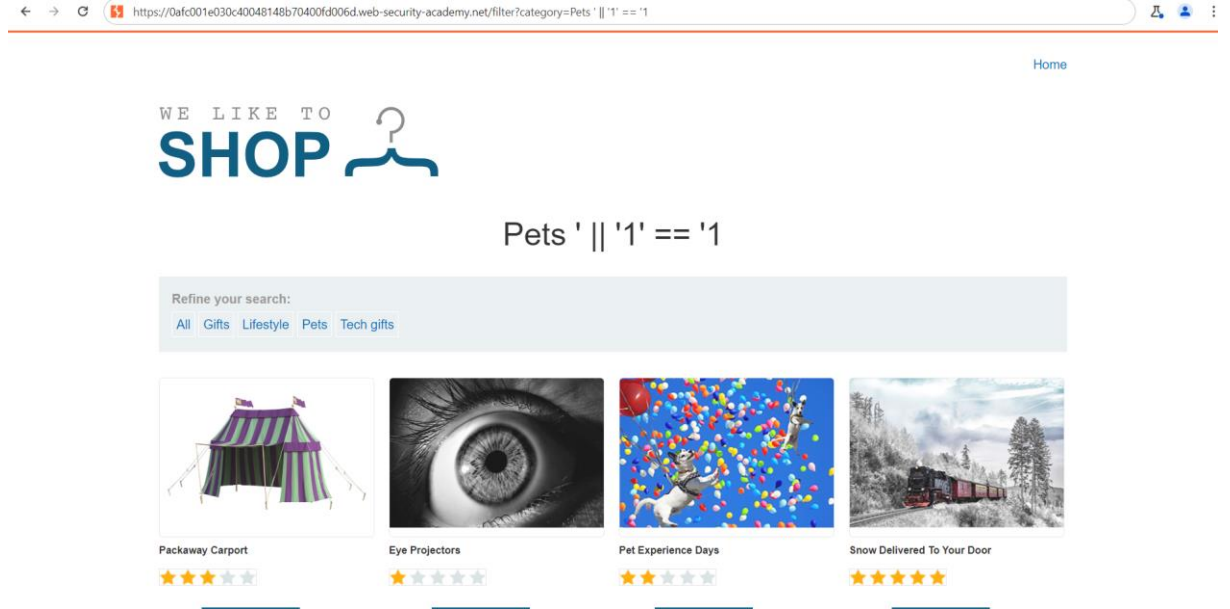 https://0afc001e030c40048148b70400fd006d.web-security-academy.net/filter?category=Pets ' || '1' == '1
Home
WE LIKE TO
SHOP
Pets ' || '1' == '1
Refine your search:
All Gifts Lifestyle Pets Tech gifts
Packaway Carport Eye Projectors Pet Experience Days Snow Delivered To Your Door